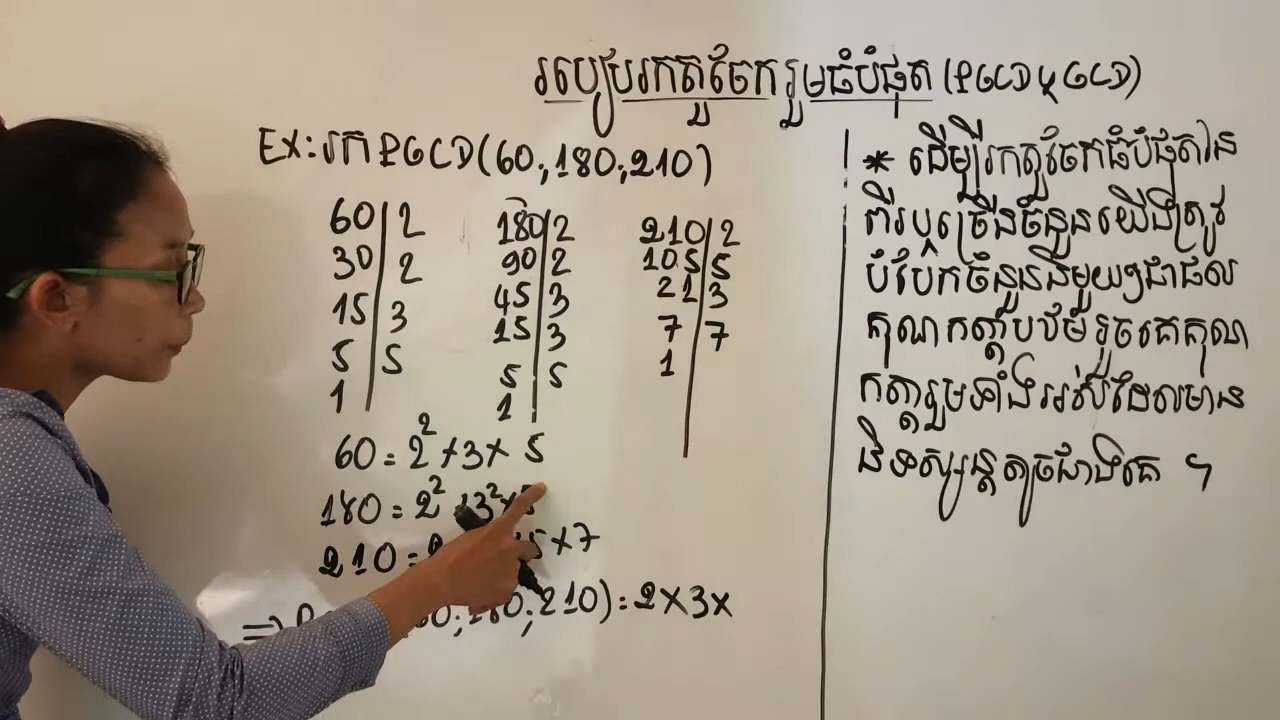 របៀបរកតួចែករួមធំបំផុត (PGCD ឬ GCD)
Ex: រក PGCD(60;180;210)
60 2
30 2
15 3
5 5
1
180 2
90 2
45 3
15 3
5 5
1
210 2
105 5
21 3
7 7
1
60 = 2² × 3 × 5
180 = 2² × 3² × 5
210 = 5 × 7
⇒ 60; 180; 210) = 2 × 3 ×
* ដើម្បីរកតួចែកធំបំផុតរវាង
ពីរឬច្រើនចំនួនយើងត្រូវ
បំបែកចំនួននីមួយៗជាផល
គុណកត្តាបឋម រួចគេគុណ
កត្តារួមទាំងអស់ដែលមាន
និទស្សន្តតូចជាងគេ ។